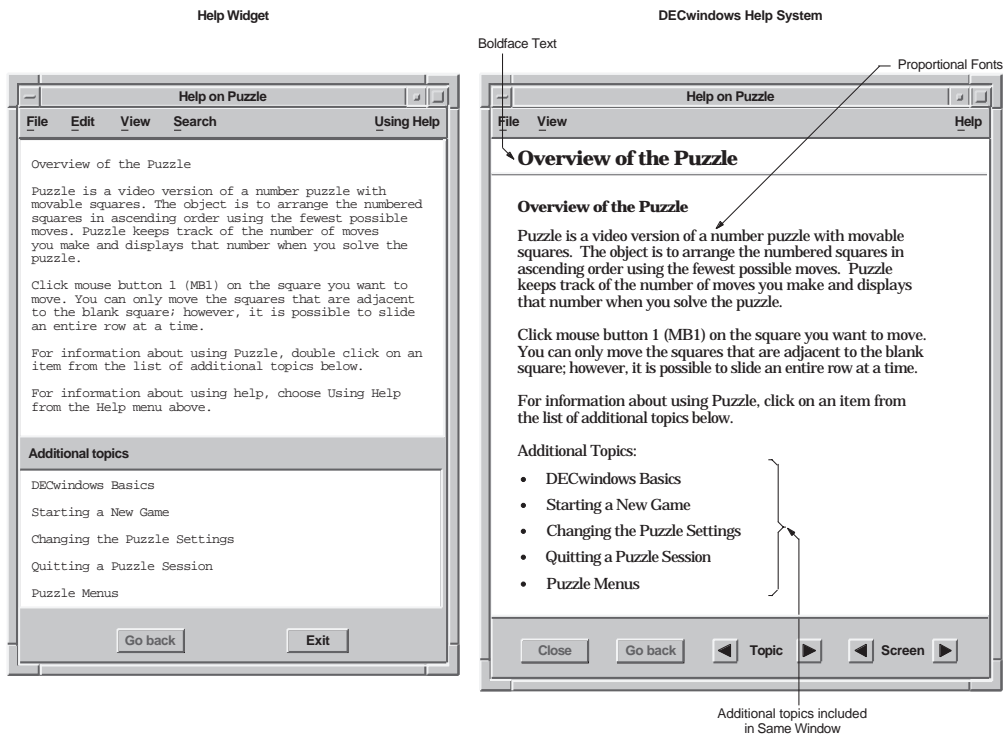 Help Widget
Help on Puzzle
File Edit View Search Using Help
Overview of the Puzzle
Puzzle is a video version of a number puzzle with
movable squares. The object is to arrange the numbered
squares in ascending order using the fewest possible
moves. Puzzle keeps track of the number of moves
you make and displays that number when you solve the
puzzle.
Click mouse button 1 (MB1) on the square you want to
move. You can only move the squares that are adjacent
to the blank square; however, it is possible to slide
an entire row at a time.
For information about using Puzzle, double click on an
item from the list of additional topics below.
For information about using help, choose Using Help
from the Help menu above.
Additional topics
DECwindows Basics
Starting a New Game
Changing the Puzzle Settings
Quitting a Puzzle Session
Puzzle Menus
Go back Exit
DECwindows Help System
Boldface Text
Proportional Fonts
Help on Puzzle
File View Help
Overview of the Puzzle
Overview of the Puzzle
Puzzle is a video version of a number puzzle with movable
squares. The object is to arrange the numbered squares in
ascending order using the fewest possible moves. Puzzle
keeps track of the number of moves you make and displays
that number when you solve the puzzle.
Click mouse button 1 (MB1) on the square you want to move.
You can only move the squares that are adjacent to the blank
square; however, it is possible to slide an entire row at a time.
For information about using Puzzle, click on an item from
the list of additional topics below.
Additional Topics:
• DECwindows Basics
• Starting a New Game
• Changing the Puzzle Settings
• Quitting a Puzzle Session
• Puzzle Menus
Close Go back Topic Screen
Additional topics included
in Same Window